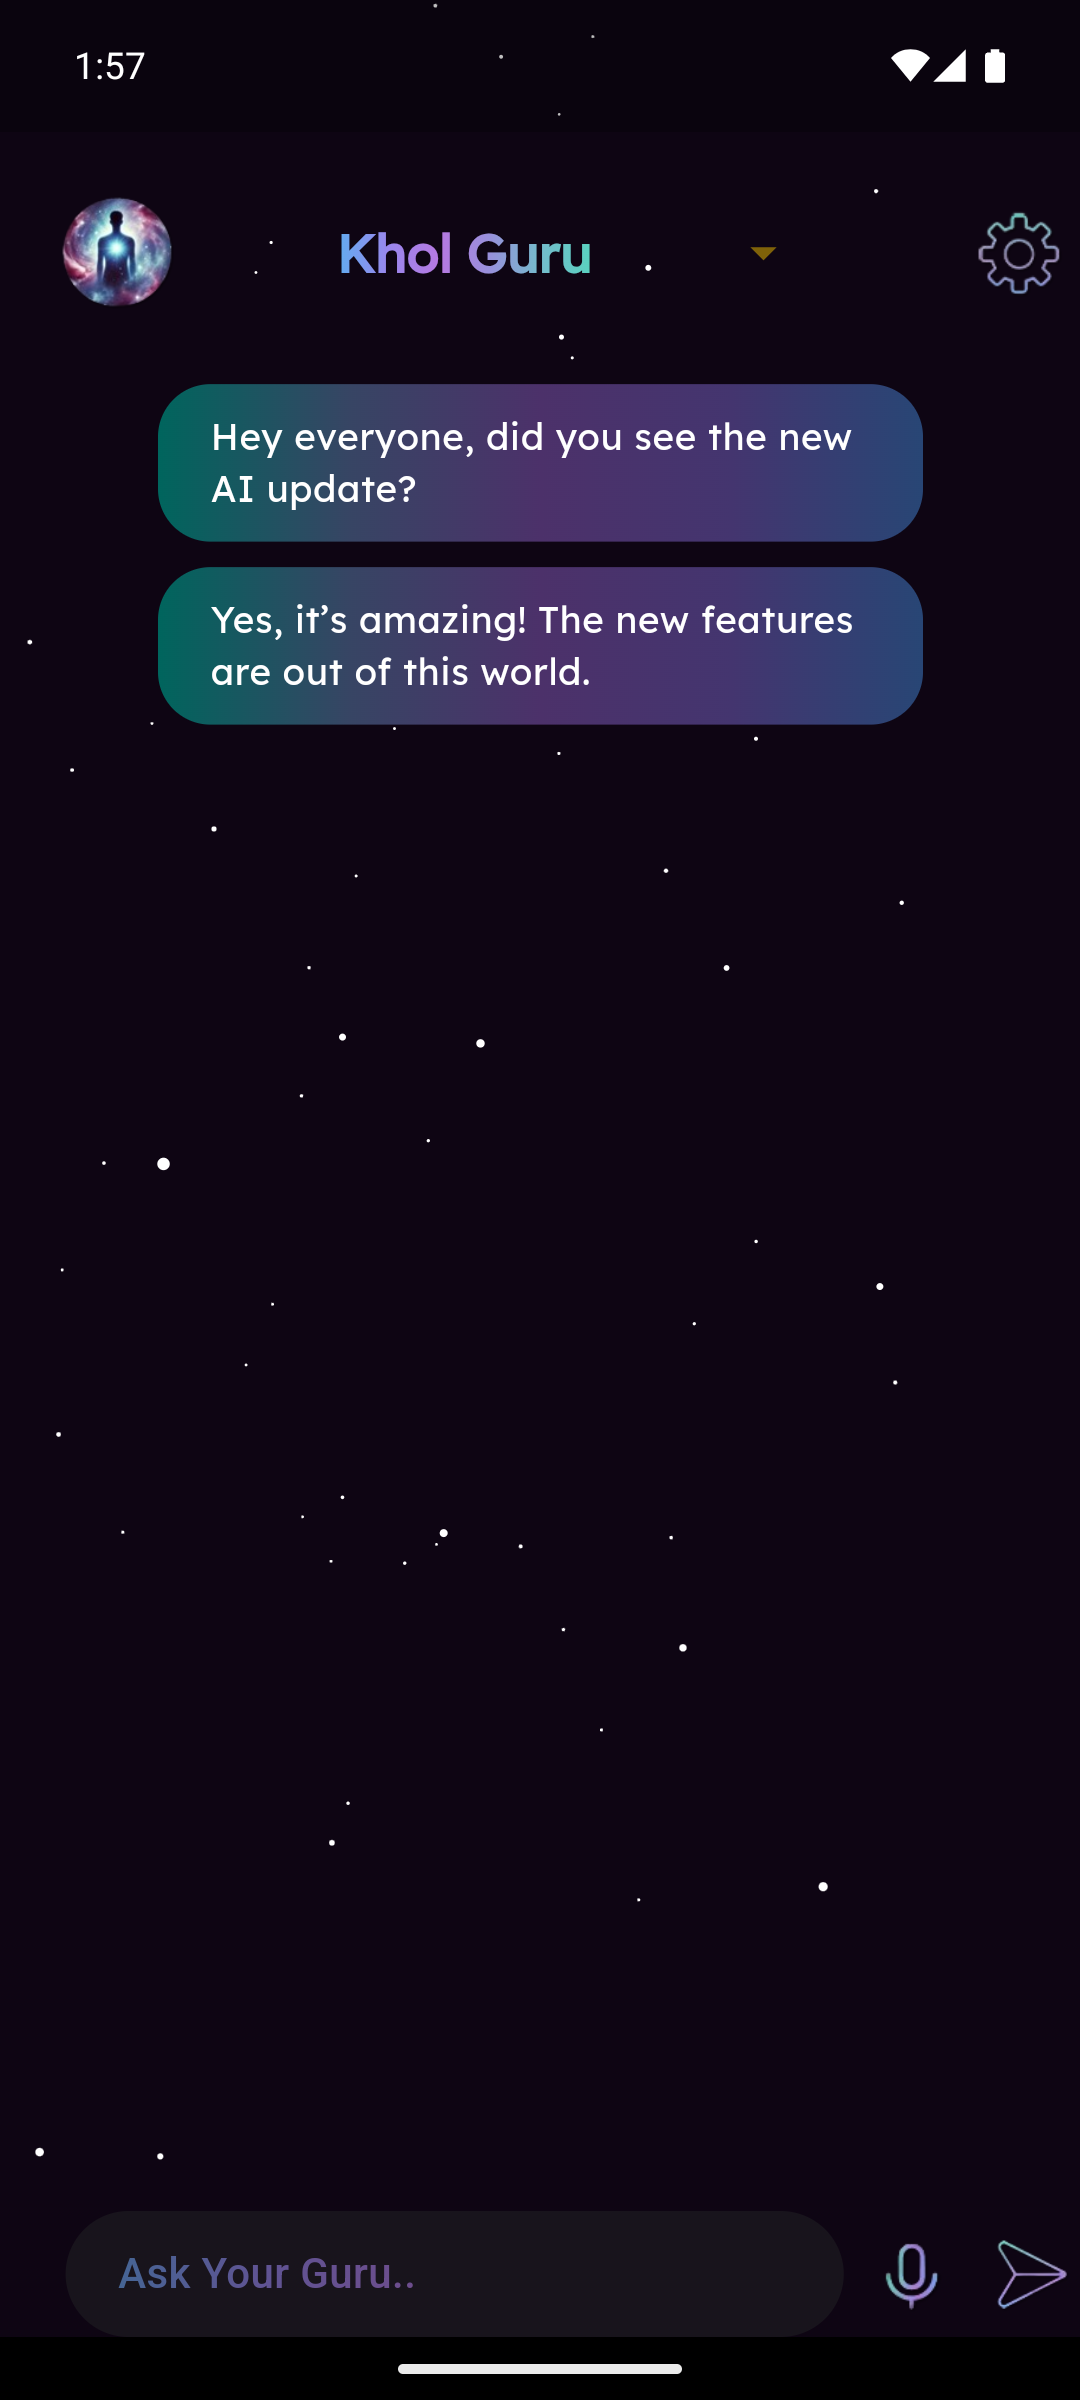 1:57
Khol Guru
Hey everyone, did you see the new
AI update?
Yes, it’s amazing! The new features
are out of this world.
Ask Your Guru..